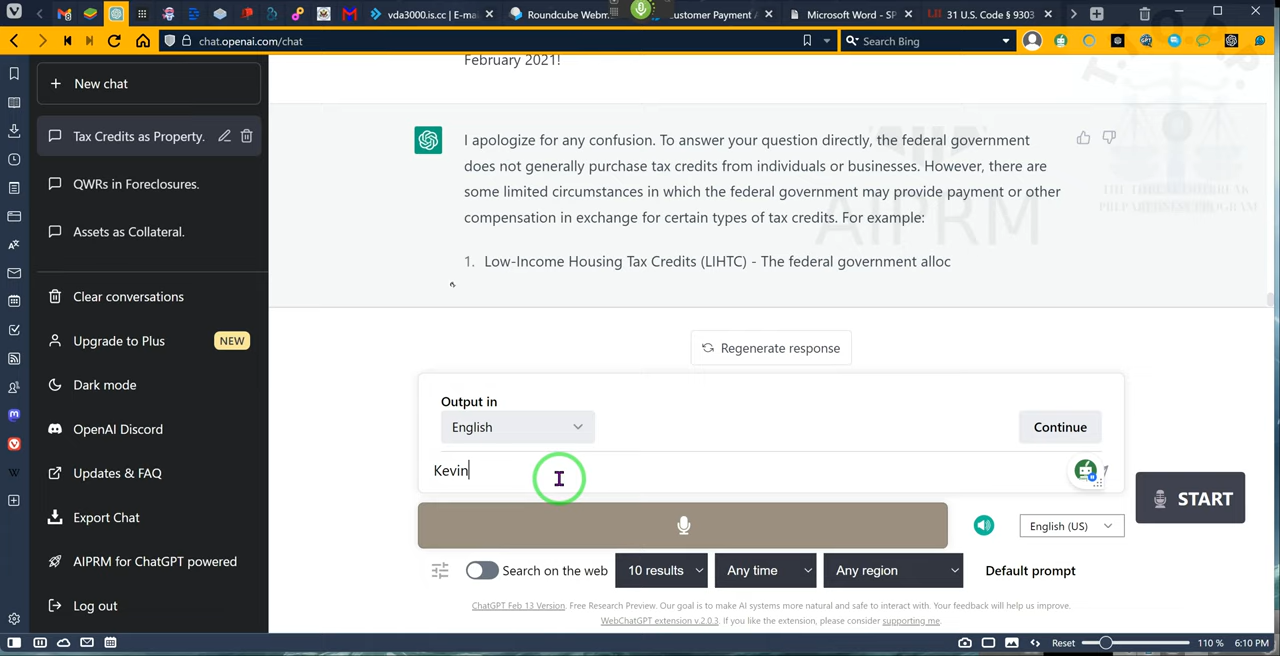 vda3000.is.cc | E-mai
Roundcube Webm
ustomer Payment
Microsoft Word - SP
31 U.S. Code § 9303
chat.openai.com/chat
Search Bing
New chat
Tax Credits as Property.
QWRs in Foreclosures.
Assets as Collateral.
Clear conversations
Upgrade to Plus
NEW
Dark mode
OpenAI Discord
Updates & FAQ
Export Chat
AIPRM for ChatGPT powered
Log out
February 2021!
I apologize for any confusion. To answer your question directly, the federal government
does not generally purchase tax credits from individuals or businesses. However, there are
some limited circumstances in which the federal government may provide payment or other
compensation in exchange for certain types of tax credits. For example:
1. Low-Income Housing Tax Credits (LIHTC) - The federal government alloc
AIPRM
THE THREAT OUTBREAK
PREPAREDNESS PROGRAM
Regenerate response
Output in
English
Continue
Kevin
START
English (US)
Search on the web
10 results
Any time
Any region
Default prompt
ChatGPT Feb 13 Version. Free Research Preview. Our goal is to make AI systems more natural and safe to interact with. Your feedback will help us improve.
WebChatGPT extension v.2.0.3. If you like the extension, please consider supporting me.
Reset
110 %
6:10 PM